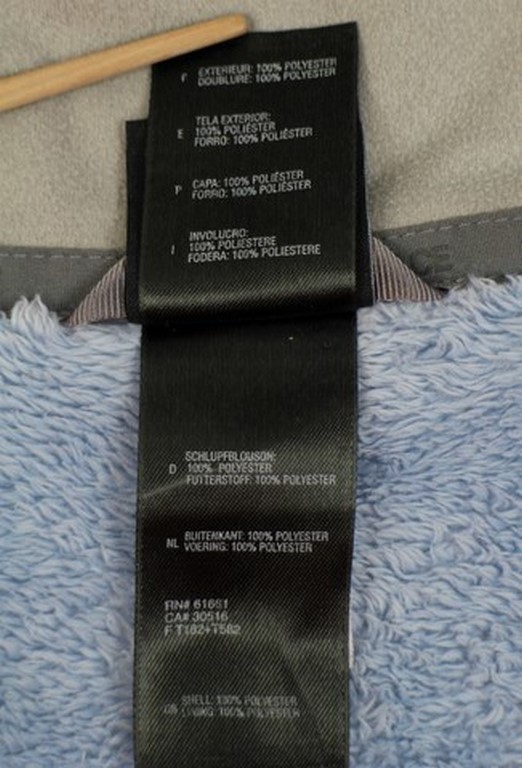 F EXTERIEUR: 100% POLYESTER
DOUBLURE: 100% POLYESTER
E TELA EXTERIOR:
100% POLIÉSTER
FORRO: 100% POLIÉSTER
P CAPA: 100% POLIÉSTER
FORRO: 100% POLIÉSTER
I INVOLUCRO:
100% POLIESTERE
FODERA: 100% POLIESTERE
D SCHLUPFBLOUSON:
100% POLYESTER
FUTTERSTOFF: 100% POLYESTER
NL BUITENKANT: 100% POLYESTER
VOERING: 100% POLYESTER
RN# 61661
CA# 30516
F T182+T582
GB SHELL: 100% POLYESTER
LINING: 100% POLYESTER